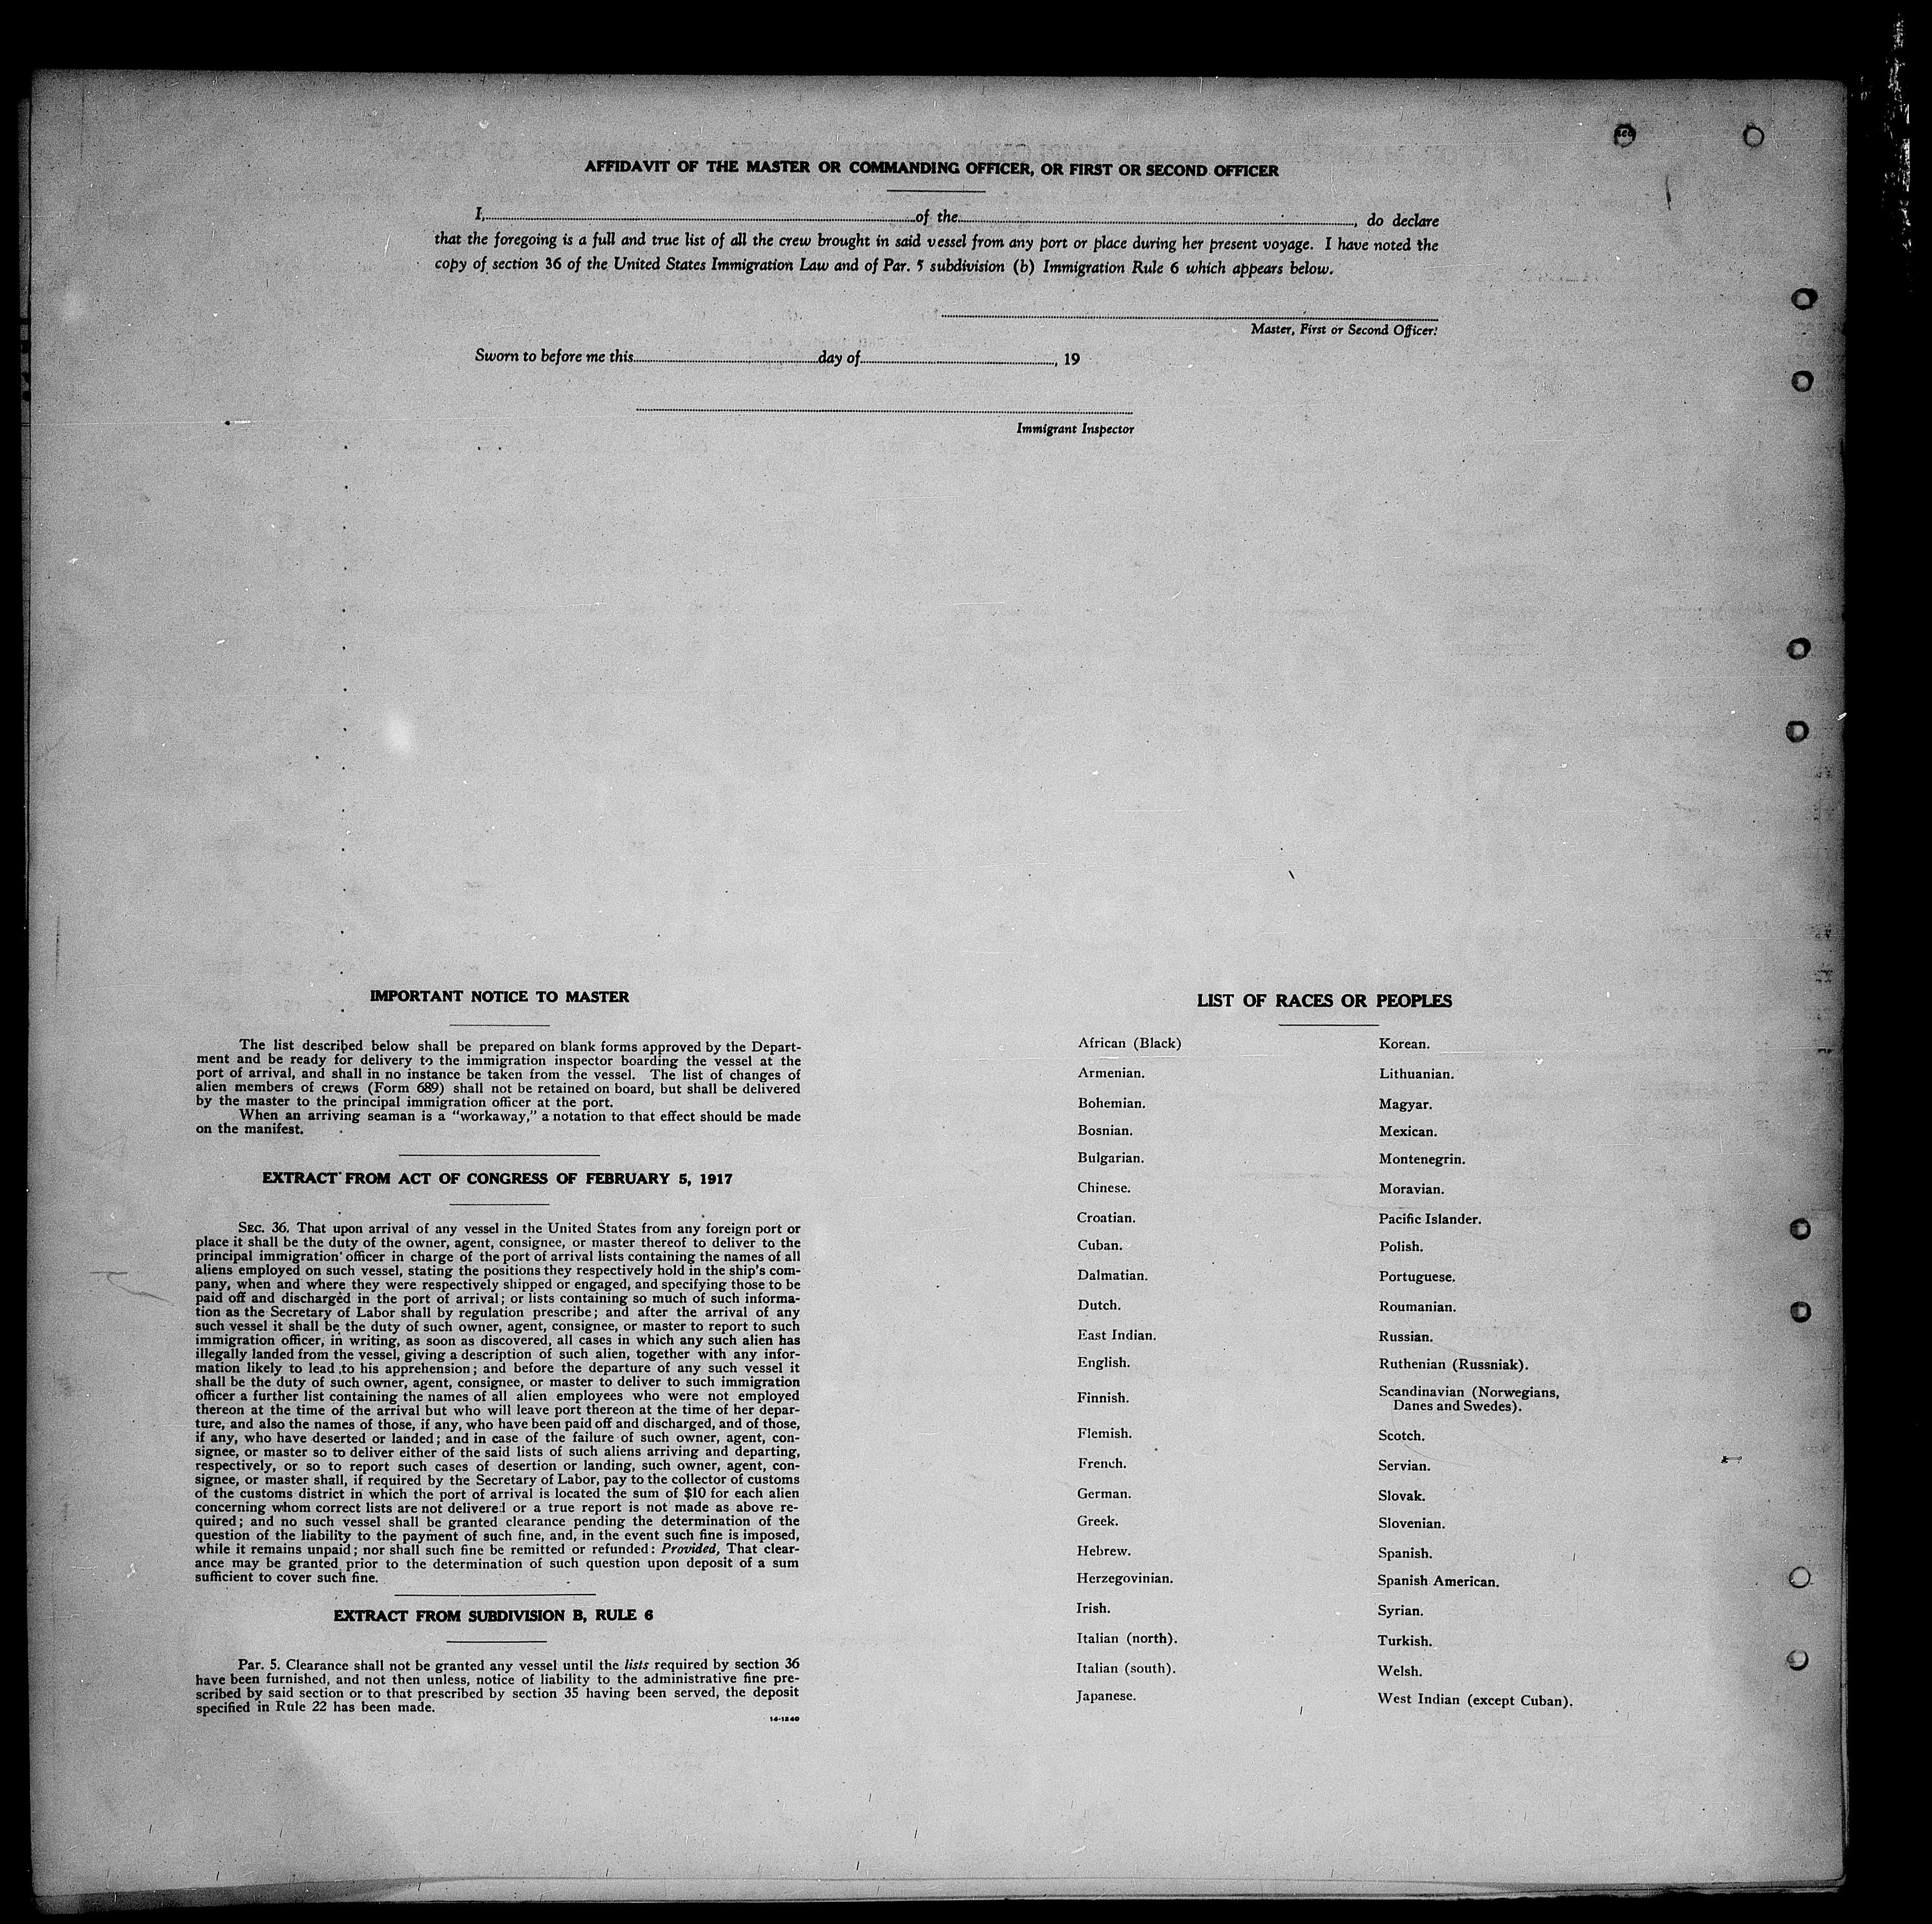 AFFIDAVIT OF THE MASTER OR COMMANDING OFFICER, OR FIRST OR SECOND OFFICER
I, of the , do declare
that the foregoing is a full and true list of all the crew brought in said vessel from any port or place during her present voyage. I have noted the
copy of section 36 of the United States Immigration Law and of Par. 5 subdivision (b) Immigration Rule 6 which appears below.
Master, First or Second Officer.
Sworn to before me this day of , 19
Immigrant Inspector
IMPORTANT NOTICE TO MASTER
The list described below shall be prepared on blank forms approved by the Depart-
ment and be ready for delivery to the immigration inspector boarding the vessel at the
port of arrival, and shall in no instance be taken from the vessel. The list of changes of
alien members of crews (Form 689) shall not be retained on board, but shall be delivered
by the master to the principal immigration officer at the port.
When an arriving seaman is a "workaway," a notation to that effect should be made
on the manifest.
EXTRACT FROM ACT OF CONGRESS OF FEBRUARY 5, 1917
SEC. 36. That upon arrival of any vessel in the United States from any foreign port or
place it shall be the duty of the owner, agent, consignee, or master thereof to deliver to the
principal immigration officer in charge of the port of arrival lists containing the names of all
aliens employed on such vessel, stating the positions they respectively hold in the ship's com-
pany, when and where they were respectively shipped or engaged, and specifying those to be
paid off and discharged in the port of arrival; or lists containing so much of such informa-
tion as the Secretary of Labor shall by regulation prescribe; and after the arrival of any
such vessel it shall be the duty of such owner, agent, consignee, or master to report to such
immigration officer, in writing, as soon as discovered, all cases in which any such alien has
illegally landed from the vessel, giving a description of such alien, together with any infor-
mation likely to lead to his apprehension; and before the departure of any such vessel it
shall be the duty of such owner, agent, consignee, or master to deliver to such immigration
officer a further list containing the names of all alien employees who were not employed
thereon at the time of the arrival but who will leave port thereon at the time of her depar-
ture, and also the names of those, if any, who have been paid off and discharged, and of those,
if any, who have deserted or landed; and in case of the failure of such owner, agent, con-
signee, or master so to deliver either of the said lists of such aliens arriving and departing,
respectively, or so to report such cases of desertion or landing, such owner, agent, con-
signee, or master shall, if required by the Secretary of Labor, pay to the collector of customs
of the customs district in which the port of arrival is located the sum of $10 for each alien
concerning whom correct lists are not delivered or a true report is not made as above re-
quired; and no such vessel shall be granted clearance pending the determination of the
question of the liability to the payment of such fine, and, in the event such fine is imposed,
while it remains unpaid; nor shall such fine be remitted or refunded: Provided, That clear-
ance may be granted prior to the determination of such question upon deposit of a sum
sufficient to cover such fine.
EXTRACT FROM SUBDIVISION B, RULE 6
Par. 5. Clearance shall not be granted any vessel until the lists required by section 36
have been furnished, and not then unless, notice of liability to the administrative fine pre-
scribed by said section or to that prescribed by section 35 having been served, the deposit
specified in Rule 22 has been made.
14-1240
LIST OF RACES OR PEOPLES
African (Black)
Armenian.
Bohemian.
Bosnian.
Bulgarian.
Chinese.
Croatian.
Cuban.
Dalmatian.
Dutch.
East Indian.
English.
Finnish.
Flemish.
French.
German.
Greek.
Hebrew.
Herzegovinian.
Irish.
Italian (north).
Italian (south).
Japanese.
Korean.
Lithuanian.
Magyar.
Mexican.
Montenegrin.
Moravian.
Pacific Islander.
Polish.
Portuguese.
Roumanian.
Russian.
Ruthenian (Russniak).
Scandinavian (Norwegians,
Danes and Swedes).
Scotch.
Servian.
Slovak.
Slovenian.
Spanish.
Spanish American.
Syrian.
Turkish.
Welsh.
West Indian (except Cuban).